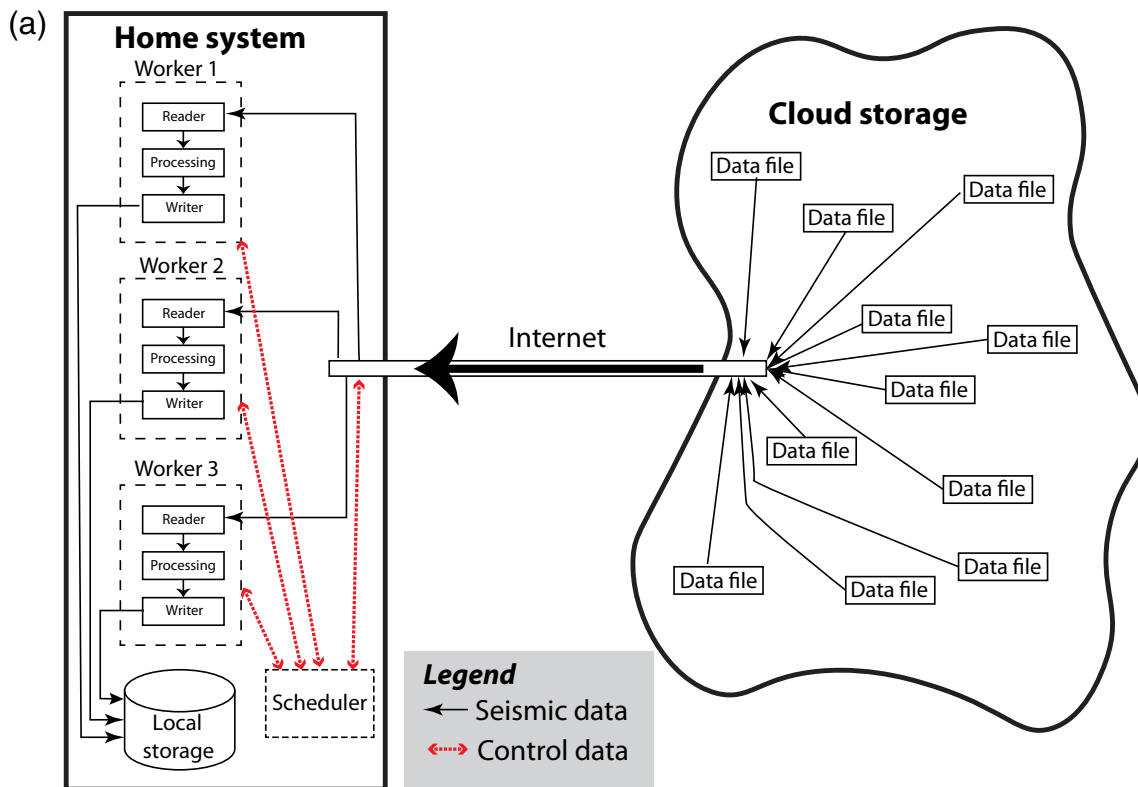 (a)
Home system
Worker 1
Reader
Processing
Writer
Worker 2
Reader
Processing
Writer
Worker 3
Reader
Processing
Writer
Local
storage
Scheduler
Internet
Cloud storage
Data file
Data file
Data file
Data file
Data file
Data file
Data file
Data file
Data file
Data file
Data file
Legend
Seismic data
Control data